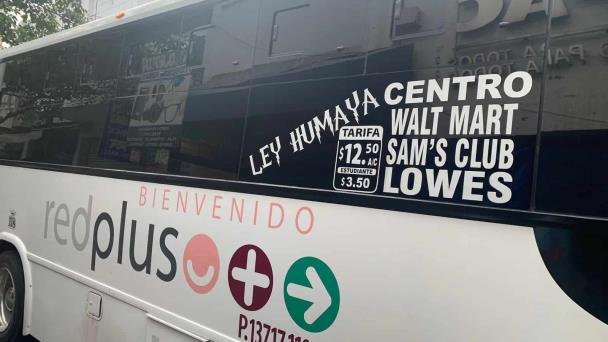 LEY HUMAYA
TARIFA
$12.50
A/C
ESTUDIANTE
$3.50
CENTRO
WALT MART
SAM'S CLUB
LOWES
BIENVENIDO
redplus